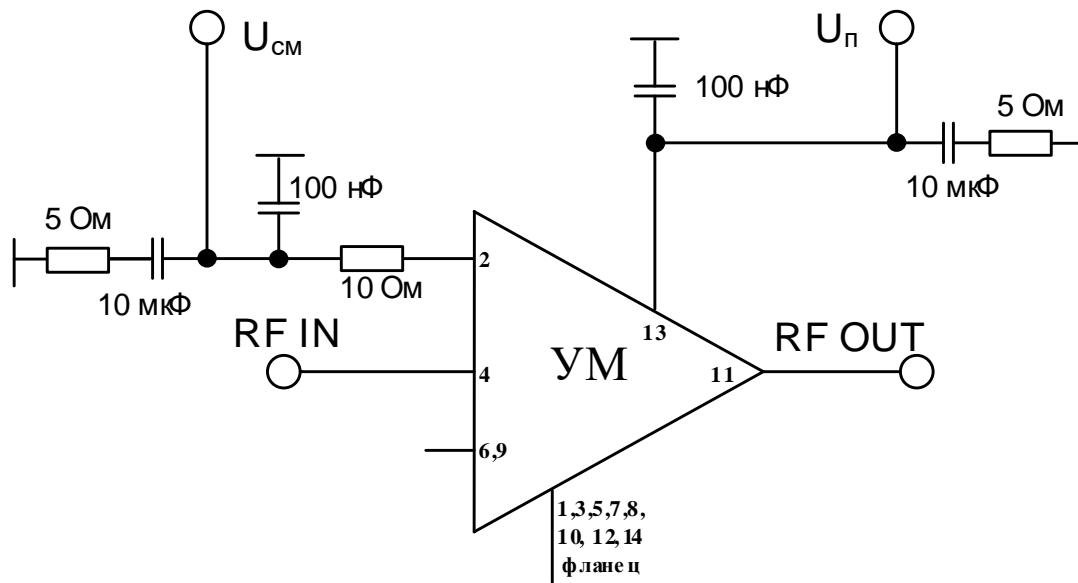 Uсм
Uп
100 нФ
5 Ом
100 нФ
10 мкФ
5 Ом
2
10 мкФ
10 Ом
RF IN
13
RF OUT
УМ
4
11
6,9
1,3,5,7,8,
10, 12,14
фланец